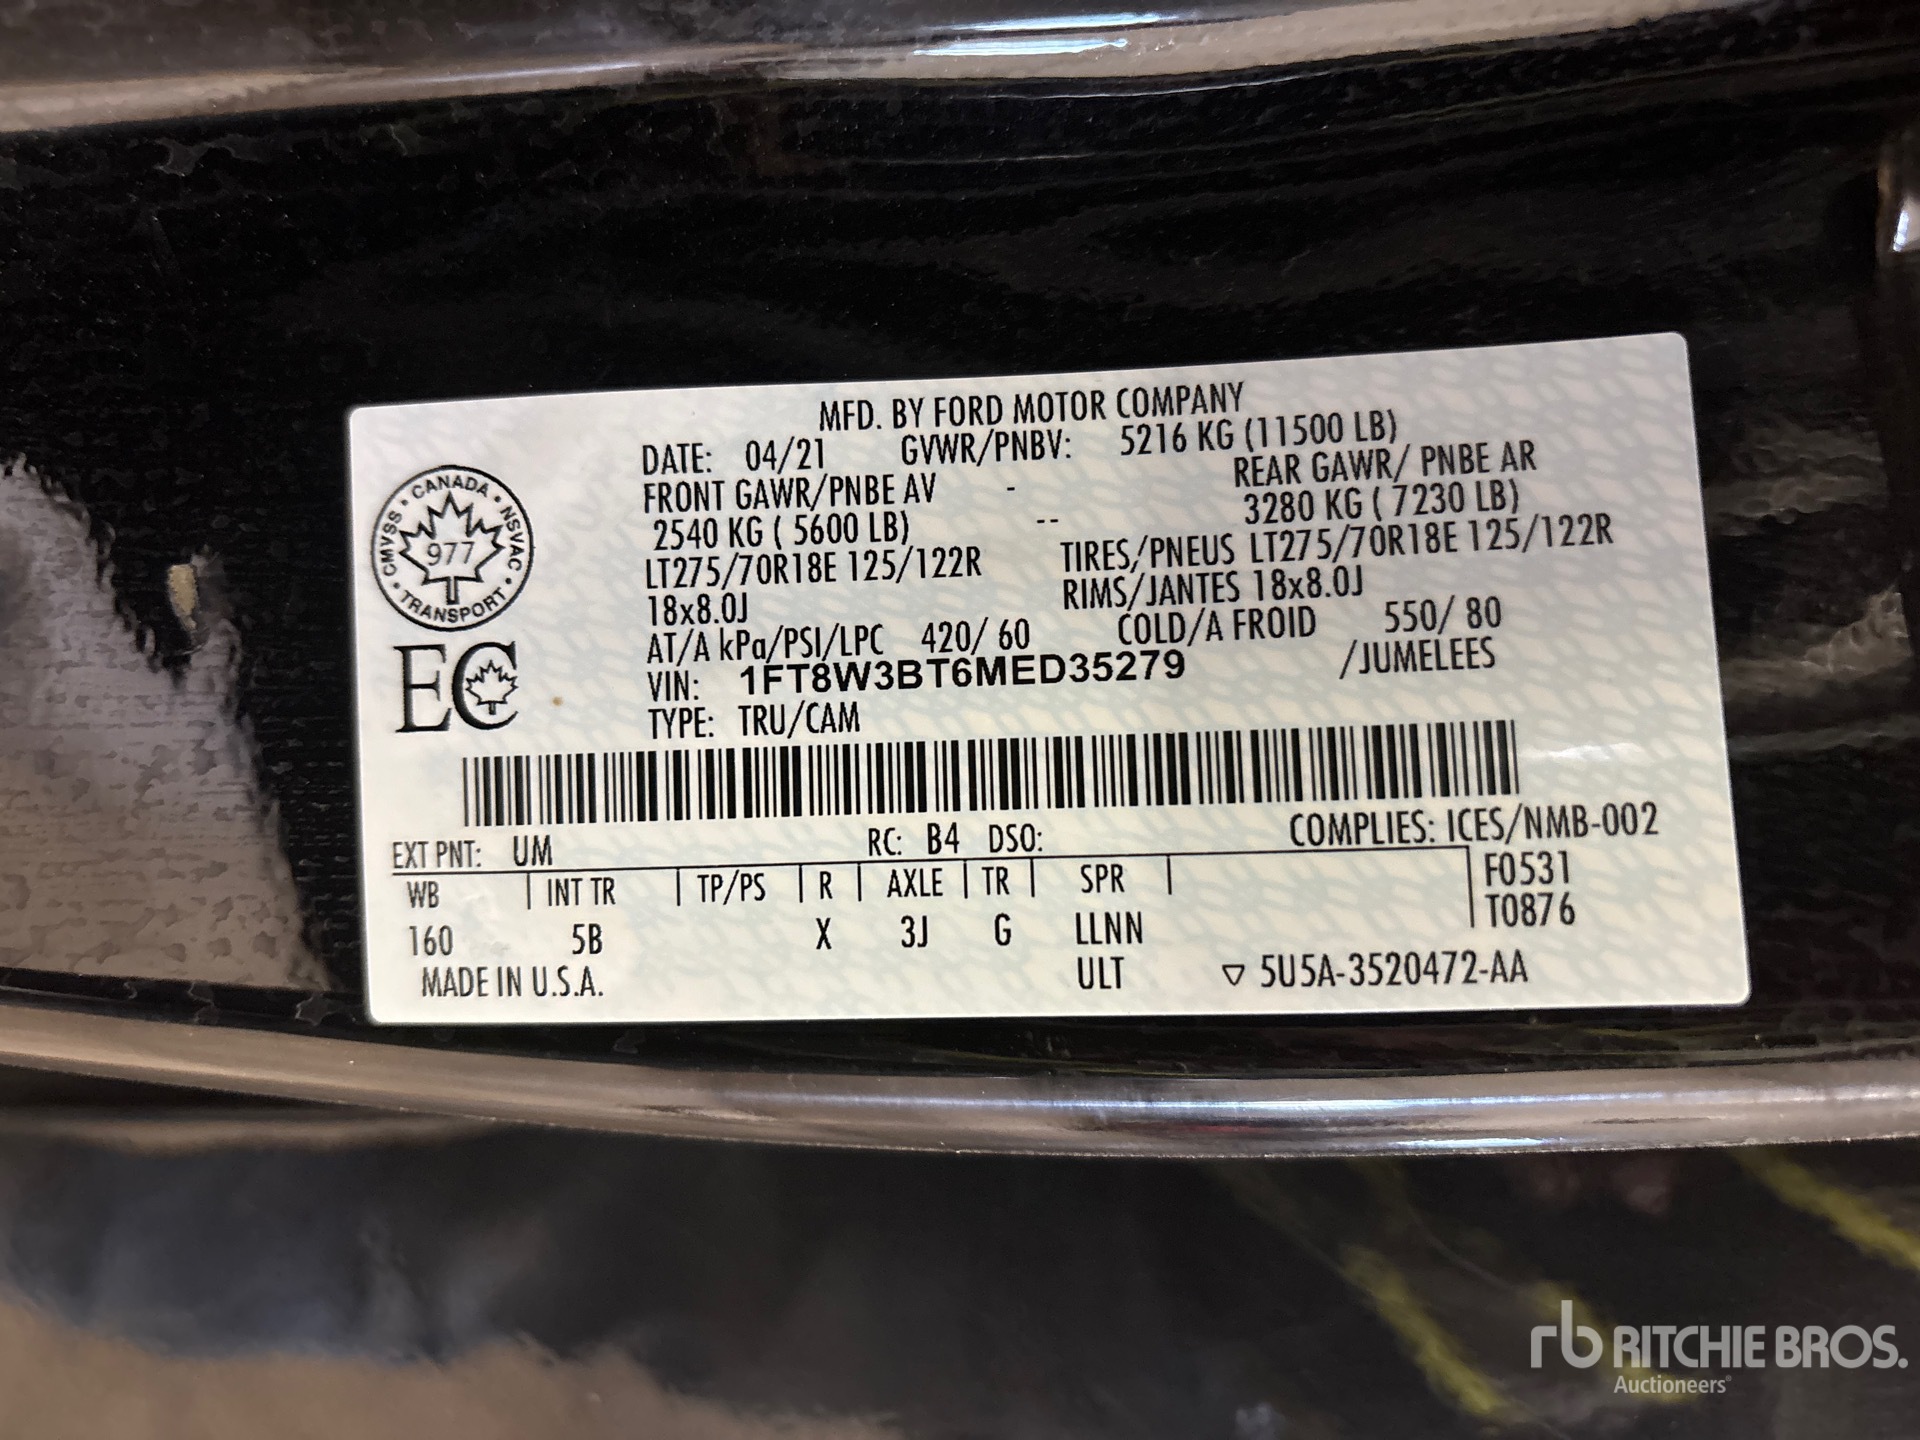 MFD. BY FORD MOTOR COMPANY
DATE: 04/21 GVWR/PNBV: 5216 KG (11500 LB)
FRONT GAWR/PNBE AV - REAR GAWR/ PNBE AR
2540 KG ( 5600 LB) -- 3280 KG ( 7230 LB)
LT275/70R18E 125/122R TIRES/PNEUS LT275/70R18E 125/122R
18x8.0J RIMS/JANTES 18x8.0J
AT/A kPa/PSI/LPC 420/ 60 COLD/A FROID 550/ 80
VIN: 1FT8W3BT6MED35279 /JUMELEES
TYPE: TRU/CAM
CANADA
CMVSS • NSVAC
977
TRANSPORT
EC
EXT PNT: UM RC: B4 DSO: COMPLIES: ICES/NMB-002
WB | INT TR | TP/PS | R | AXLE | TR | SPR | F0531
160 5B X 3J G LLNN T0876
MADE IN U.S.A. ULT ▽ 5U5A-3520472-AA
rb RITCHIE BROS.
Auctioneers®